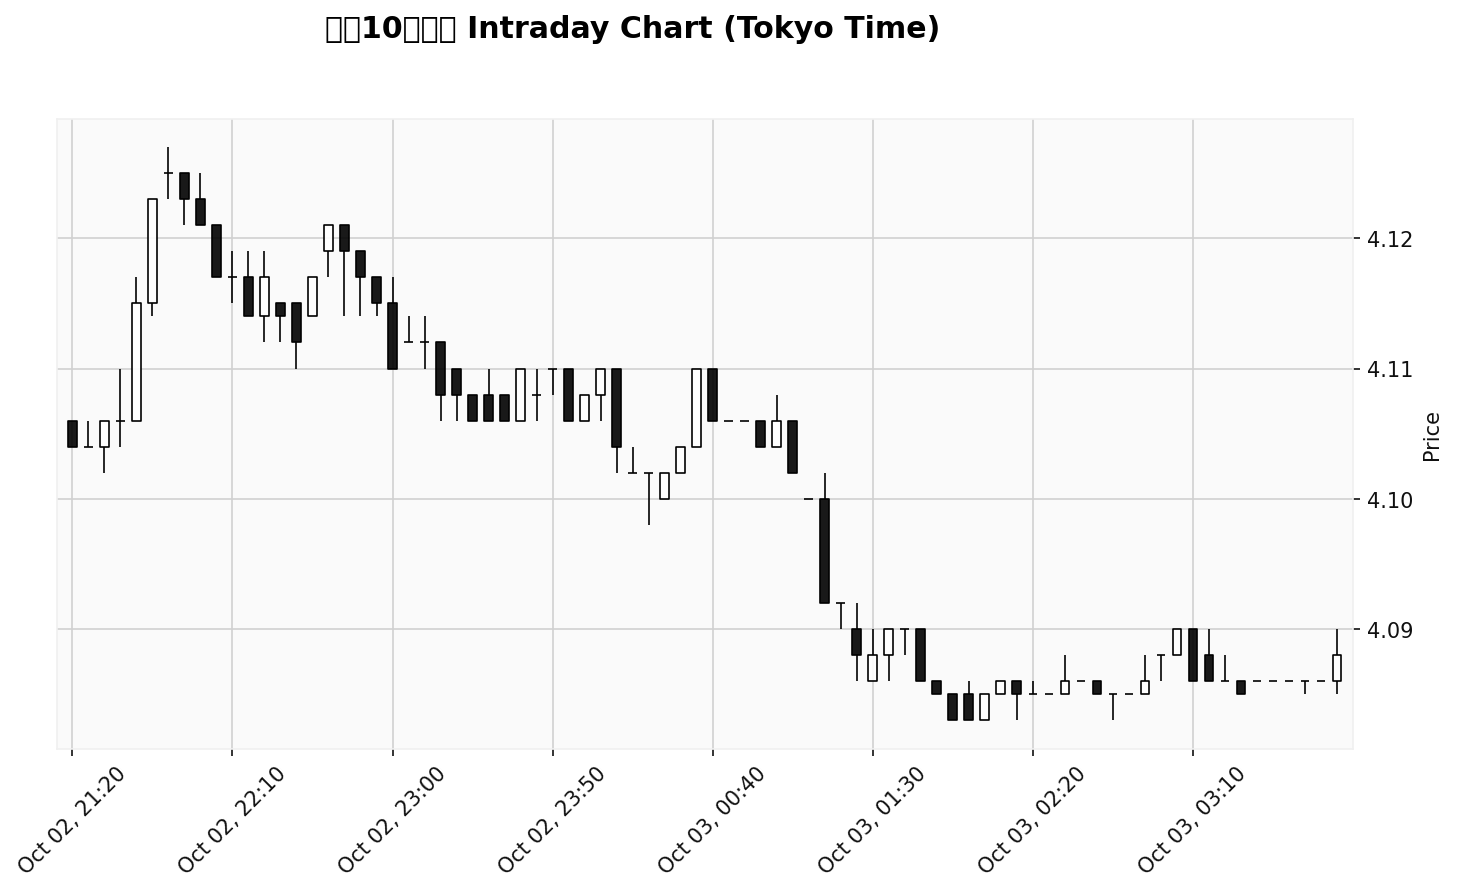 10 Intraday Chart (Tokyo Time)
4.12
4.11
4.10
4.09
Price
Oct 02, 21:20
Oct 02, 22:10
Oct 02, 23:00
Oct 02, 23:50
Oct 03, 00:40
Oct 03, 01:30
Oct 03, 02:20
Oct 03, 03:10